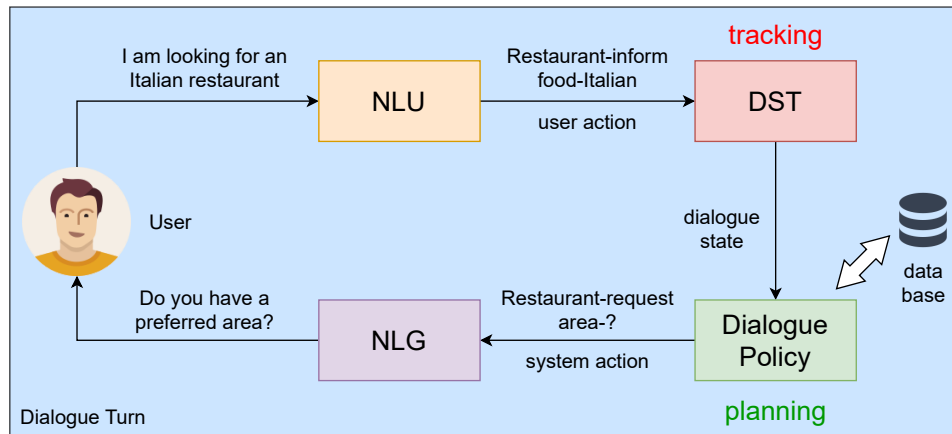 I am looking for an
Italian restaurant
NLU
Restaurant-inform
food-Italian
user action
tracking
DST
User
dialogue
state
data
base
Do you have a
preferred area?
NLG
Restaurant-request
area-?
system action
Dialogue
Policy
planning
Dialogue Turn